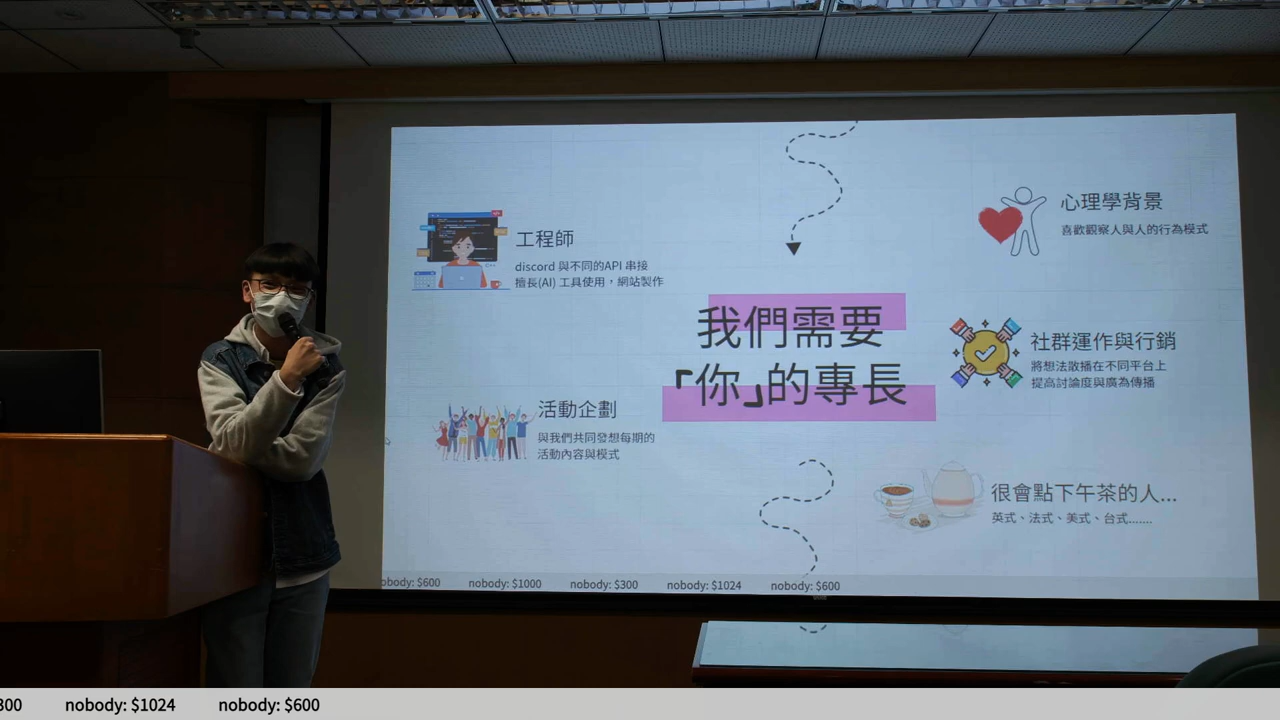 工程師
discord 與不同的API 串接
擅長(AI) 工具使用，網站製作
活動企劃
與我們共同發想每期的
活動內容與模式
我們需要
「你」的專長
心理學背景
喜歡觀察人與人的行為模式
社群運作與行銷
將想法散播在不同平台上
提高討論度與廣為傳播
很會點下午茶的人...
英式、法式、美式、台式.......
obody: $600 nobody: $1000 nobody: $300 nobody: $1024 nobody: $600
300 nobody: $1024 nobody: $600